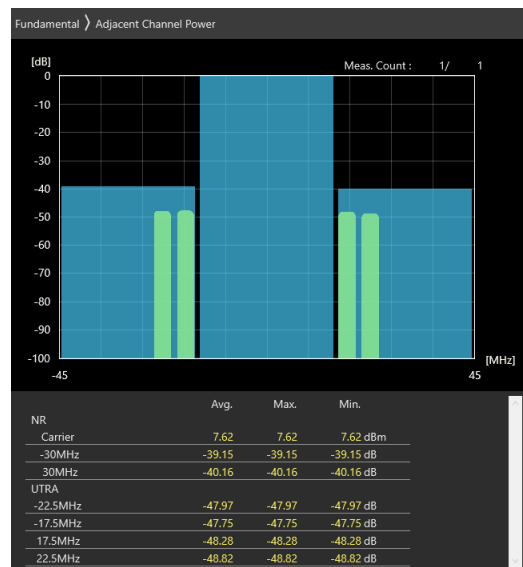 Fundamental 〉 Adjacent Channel Power
[dB]
Meas. Count : 1/ 1
0
-10
-20
-30
-40
-50
-60
-70
-80
-90
-100
[MHz]
-45 45
Avg. Max. Min.
NR
Carrier 7.62 7.62 7.62 dBm
-30MHz -39.15 -39.15 -39.15 dB
30MHz -40.16 -40.16 -40.16 dB
UTRA
-22.5MHz -47.97 -47.97 -47.97 dB
-17.5MHz -47.75 -47.75 -47.75 dB
17.5MHz -48.28 -48.28 -48.28 dB
22.5MHz -48.82 -48.82 -48.82 dB